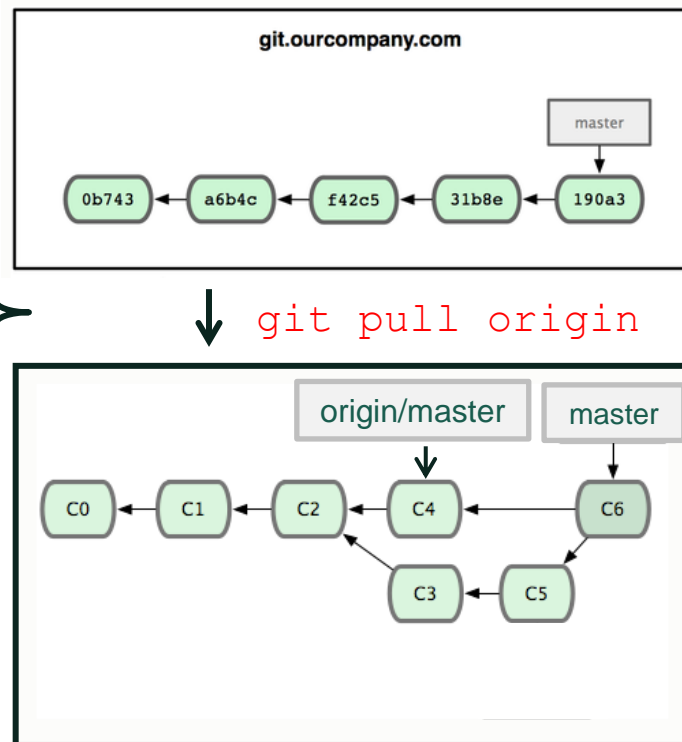 git.ourcompany.com
master
0b743 a6b4c f42c5 31b8e 190a3
git pull origin
origin/master master
C0 C1 C2 C4 C6
C3 C5